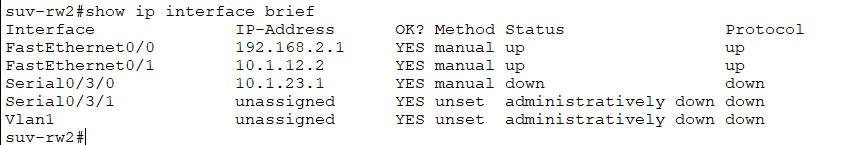 suv-rw2#show ip interface brief
Interface              IP-Address      OK? Method Status                Protocol
FastEthernet0/0        192.168.2.1     YES manual up                    up
FastEthernet0/1        10.1.12.2       YES manual up                    up
Serial0/3/0            10.1.23.1       YES manual down                  down
Serial0/3/1            unassigned      YES unset  administratively down down
Vlan1                  unassigned      YES unset  administratively down down
suv-rw2#